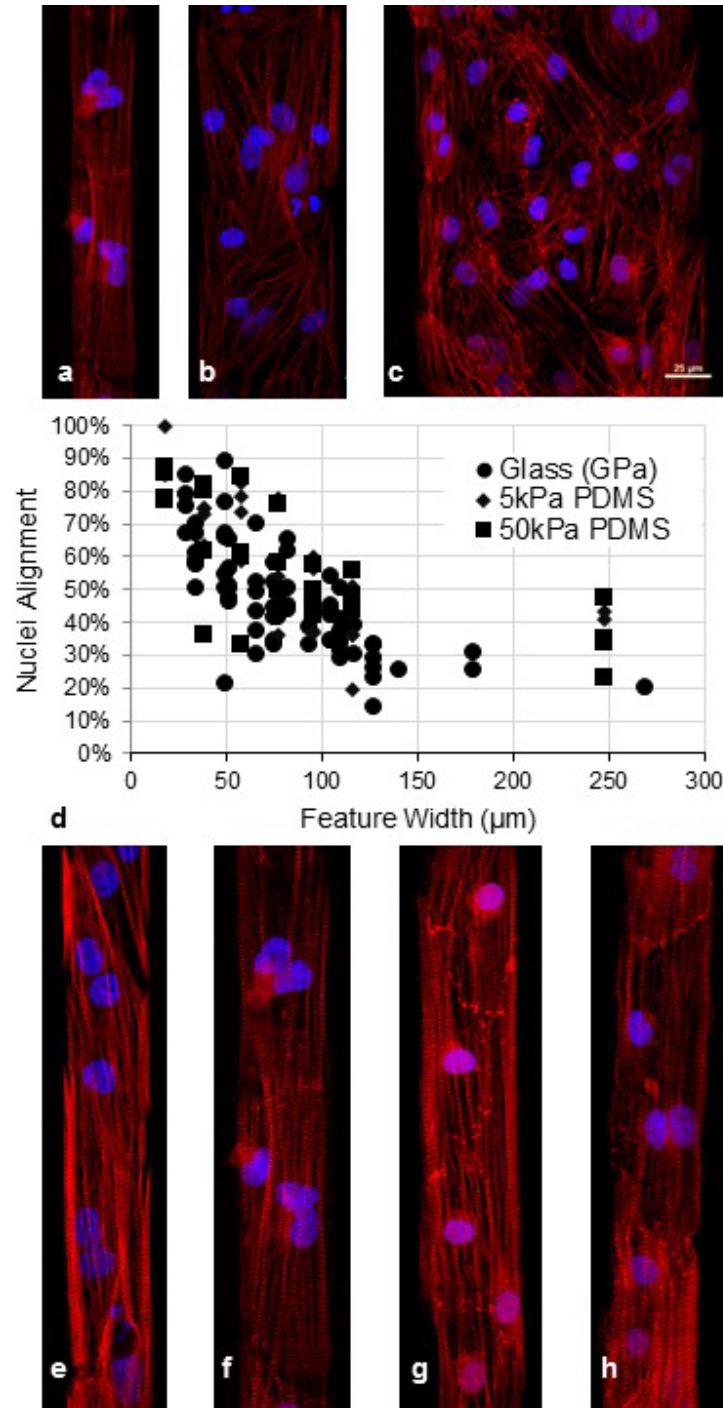 a
b
c
25 µm
100%
90%
80%
70%
60%
50%
40%
30%
20%
10%
0%
Nuclei Alignment
Glass (GPa)
5kPa PDMS
50kPa PDMS
0 50 100 150 200 250 300
d
Feature Width (µm)
e
f
g
h